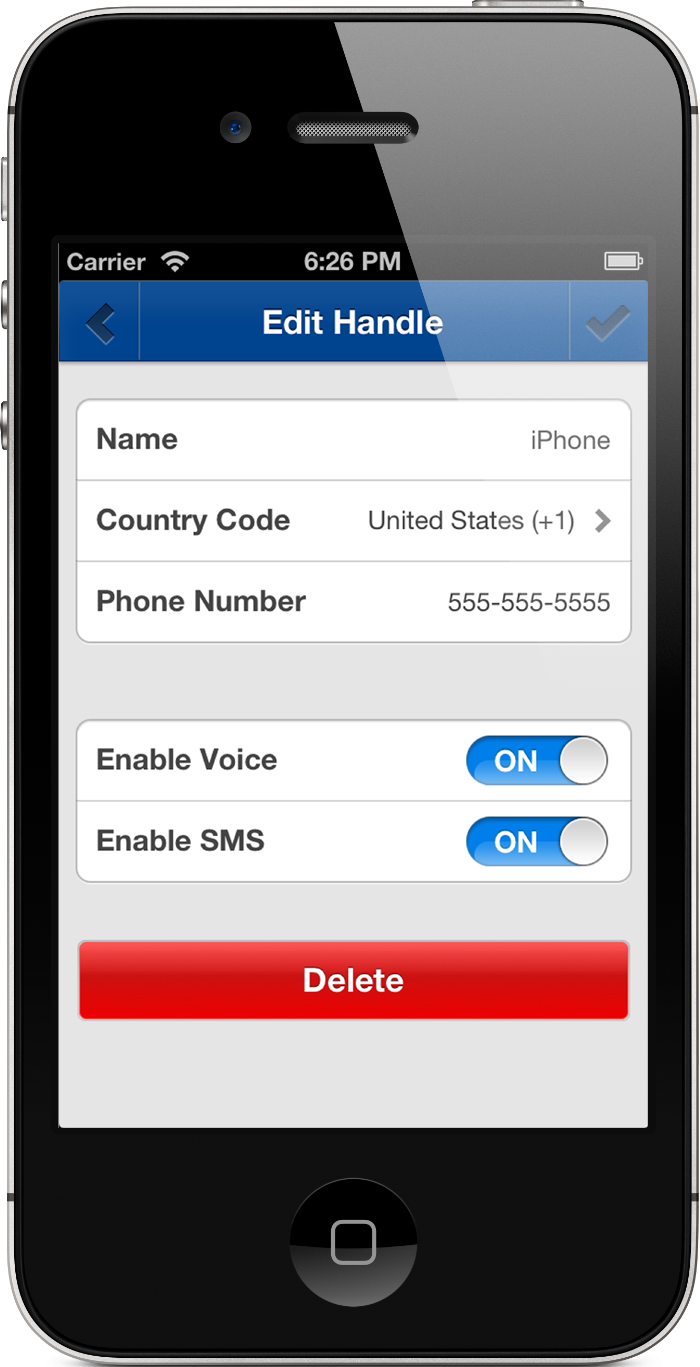 Carrier 6:26 PM
Edit Handle
Name iPhone
Country Code United States (+1)
Phone Number 555-555-5555
Enable Voice ON
Enable SMS ON
Delete